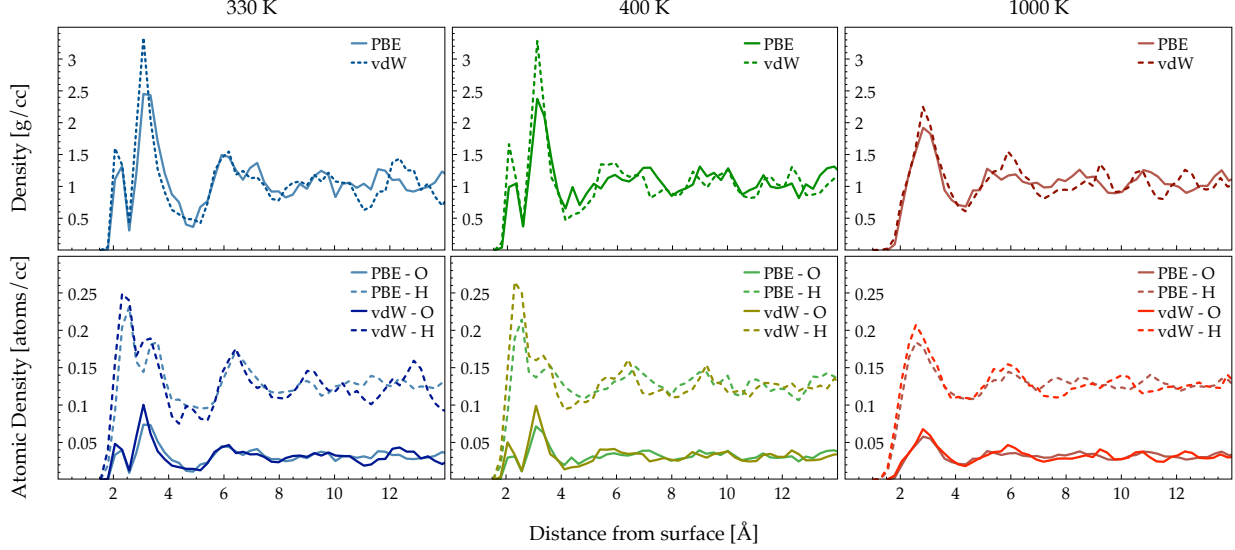 330 K
400 K
1000 K
Density [g/cc]
3
2.5
2
1.5
1
0.5
PBE
vdW
3
2.5
2
1.5
1
0.5
PBE
vdW
3
2.5
2
1.5
1
0.5
PBE
vdW
Atomic Density [atoms/cc]
0.25
0.2
0.15
0.1
0.05
PBE - O
PBE - H
vdW - O
vdW - H
0.25
0.2
0.15
0.1
0.05
PBE - O
PBE - H
vdW - O
vdW - H
0.25
0.2
0.15
0.1
0.05
PBE - O
PBE - H
vdW - O
vdW - H
2 4 6 8 10 12
2 4 6 8 10 12
2 4 6 8 10 12
Distance from surface [Å]